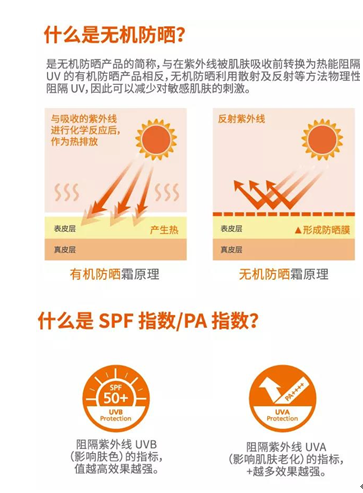 什么是无机防晒？
是无机防晒产品的简称，与在紫外线被肌肤吸收前转换为热能阻隔
UV 的有机防晒产品相反，无机防晒利用散射及反射等方法物理性
阻隔 UV，因此可以减少对敏感肌肤的刺激。
与吸收的紫外线
进行化学反应后，
作为热排放
表皮层
产生热
真皮层
有机防晒霜原理
反射紫外线
表皮层
▲形成防晒膜
真皮层
无机防晒霜原理
什么是 SPF 指数/PA 指数？
SPF
50+
UVB
Protection
阻隔紫外线 UVB
（影响肤色）的指标，
值越高效果越强。
PA++++
UVA
Protection
阻隔紫外线 UVA
（影响肌肤老化）的指标，
+越多效果越强。